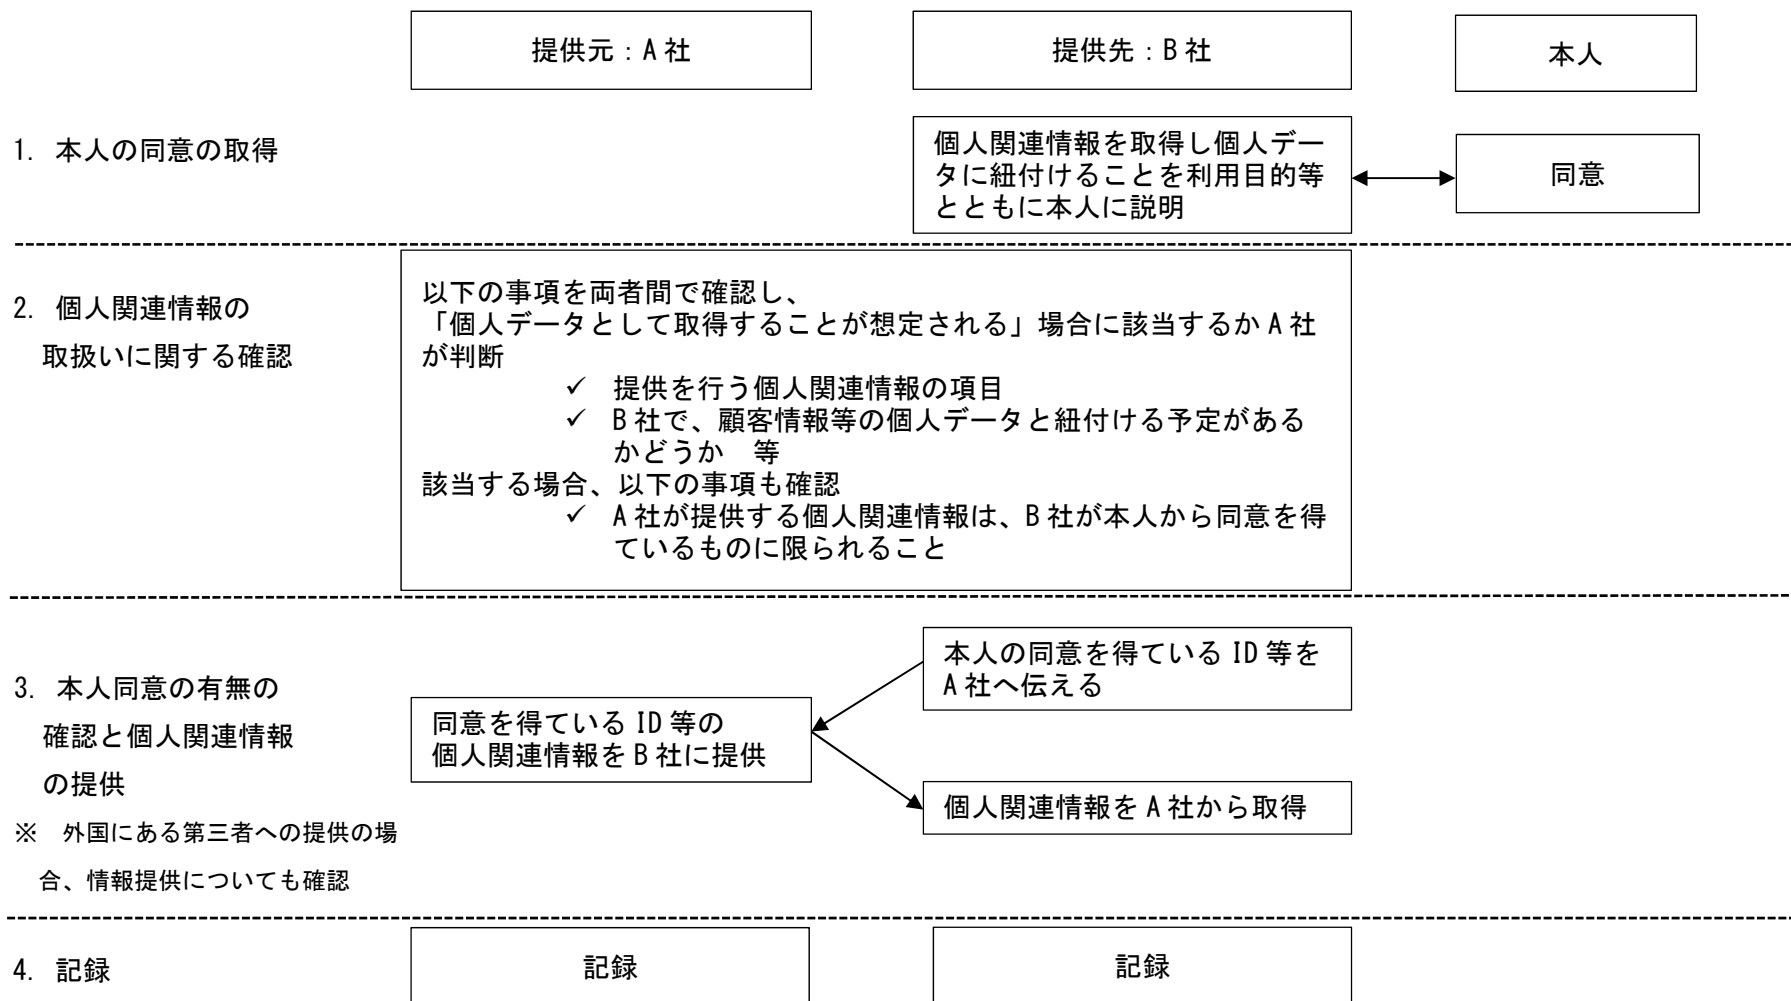 提供元：A 社
提供先：B 社
本人
1. 本人の同意の取得
個人関連情報を取得し個人デー
タに紐付けることを利用目的等
とともに本人に説明
同意
2. 個人関連情報の
取扱いに関する確認
以下の事項を両者間で確認し、
「個人データとして取得することが想定される」場合に該当するか A 社
が判断
✓ 提供を行う個人関連情報の項目
✓ B 社で、顧客情報等の個人データと紐付ける予定がある
かどうか　等
該当する場合、以下の事項も確認
✓ A 社が提供する個人関連情報は、B 社が本人から同意を得
ているものに限られること
3. 本人同意の有無の
確認と個人関連情報
の提供
※　外国にある第三者への提供の場
合、情報提供についても確認
同意を得ている ID 等の
個人関連情報を B 社に提供
本人の同意を得ている ID 等を
A 社へ伝える
個人関連情報を A 社から取得
4. 記録
記録
記録